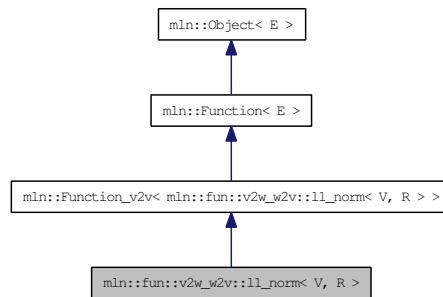 mln::Object< E >
mln::Function< E >
mln::Function_v2v< mln::fun::v2w_w2v::l1_norm< V, R > >
mln::fun::v2w_w2v::l1_norm< V, R >